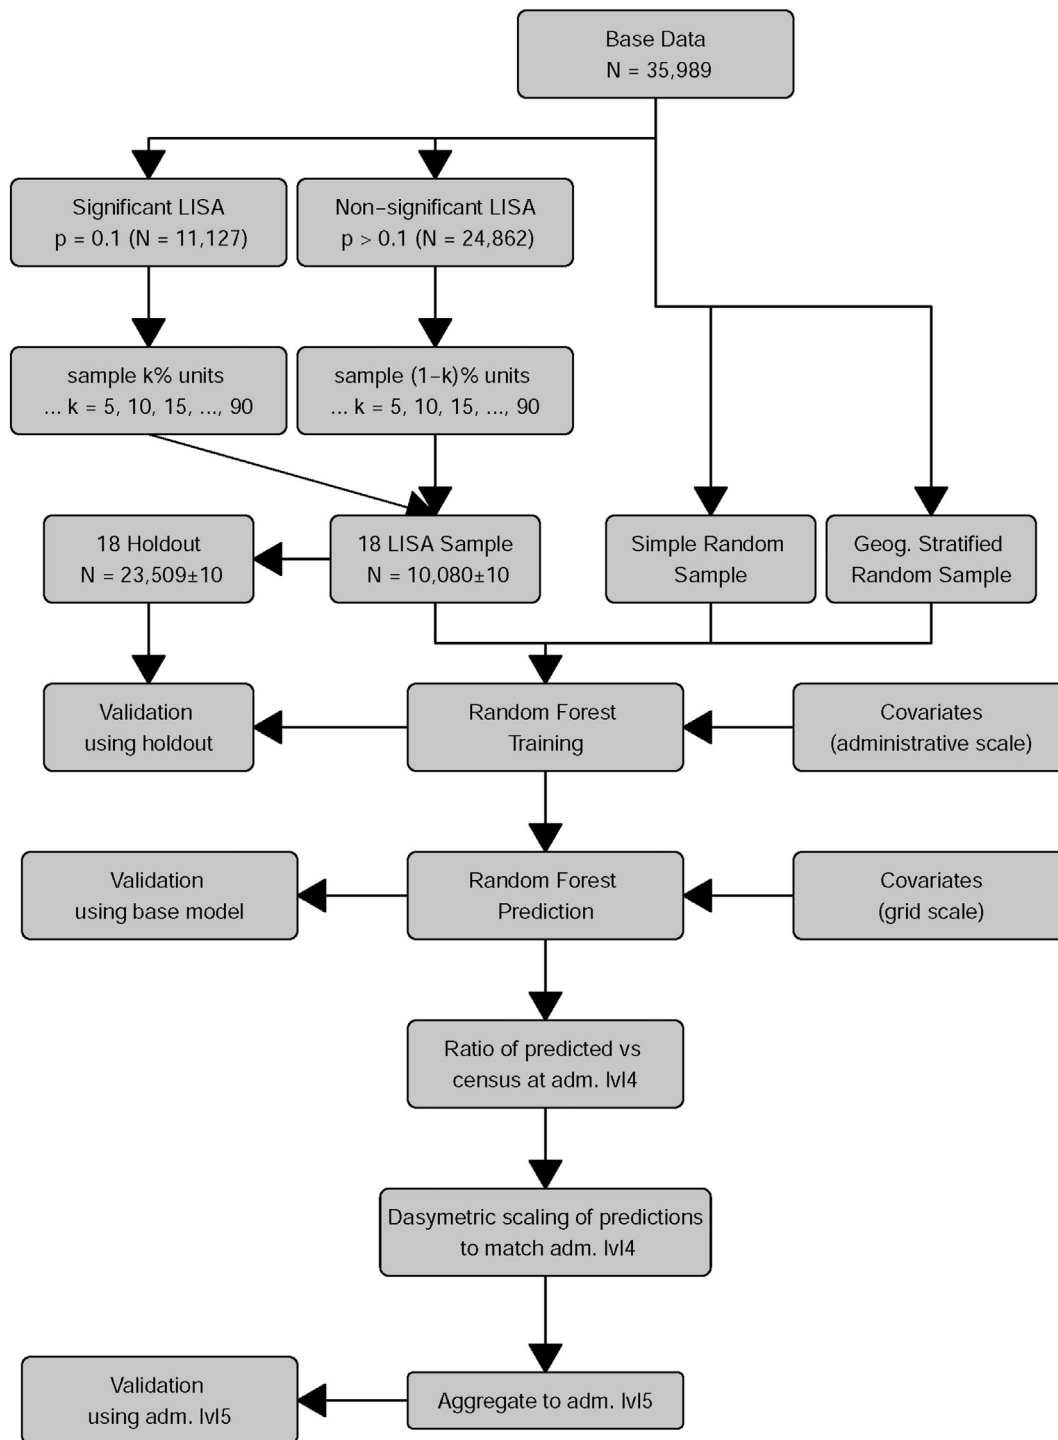 Base Data
N = 35,989
Significant LISA
p = 0.1 (N = 11,127)
Non−significant LISA
p > 0.1 (N = 24,862)
sample k% units
... k = 5, 10, 15, ..., 90
sample (1−k)% units
... k = 5, 10, 15, ..., 90
18 Holdout
N = 23,509±10
18 LISA Sample
N = 10,080±10
Simple Random
Sample
Geog. Stratified
Random Sample
Validation
using holdout
Random Forest
Training
Covariates
(administrative scale)
Validation
using base model
Random Forest
Prediction
Covariates
(grid scale)
Ratio of predicted vs
census at adm. lvl4
Dasymetric scaling of predictions
to match adm. lvl4
Validation
using adm. lvl5
Aggregate to adm. lvl5